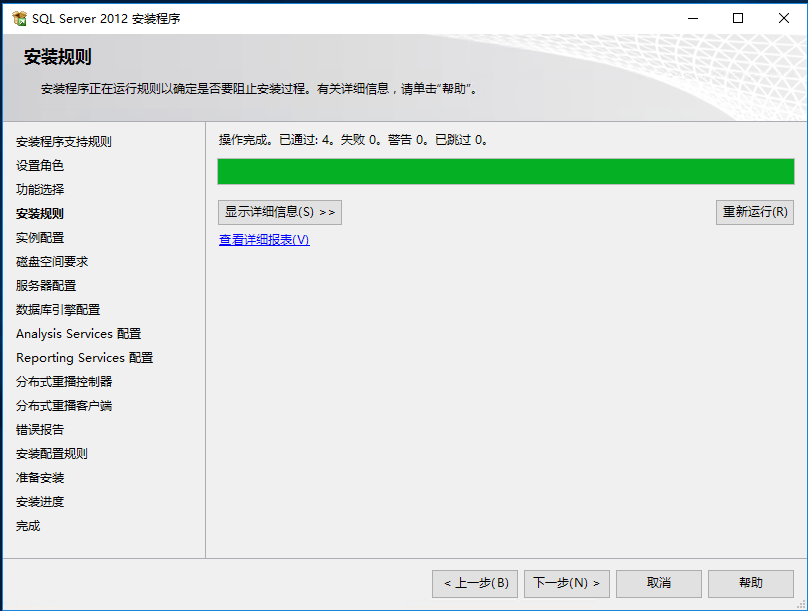 SQL Server 2012 安装程序
安装规则
安装程序正在运行规则以确定是否要阻止安装过程。有关详细信息，请单击“帮助”。
安装程序支持规则
设置角色
功能选择
安装规则
实例配置
磁盘空间要求
服务器配置
数据库引擎配置
Analysis Services 配置
Reporting Services 配置
分布式重播控制器
分布式重播客户端
错误报告
安装配置规则
准备安装
安装进度
完成
操作完成。已通过: 4。失败 0。警告 0。已跳过 0。
显示详细信息(S) >>
重新运行(R)
查看详细报表(V)
< 上一步(B)
下一步(N) >
取消
帮助